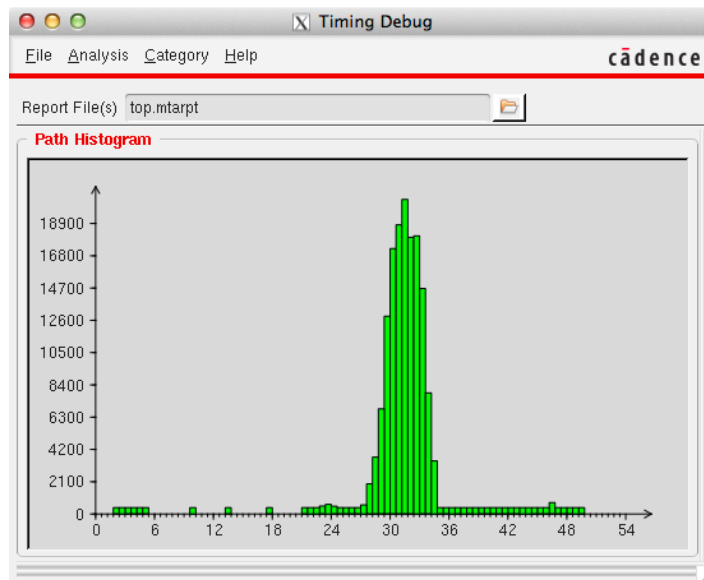 X Timing Debug
File Analysis Category Help
cādence
Report File(s) top.mtarpt
Path Histogram
18900
16800
14700
12600
10500
8400
6300
4200
2100
0
0 6 12 18 24 30 36 42 48 54